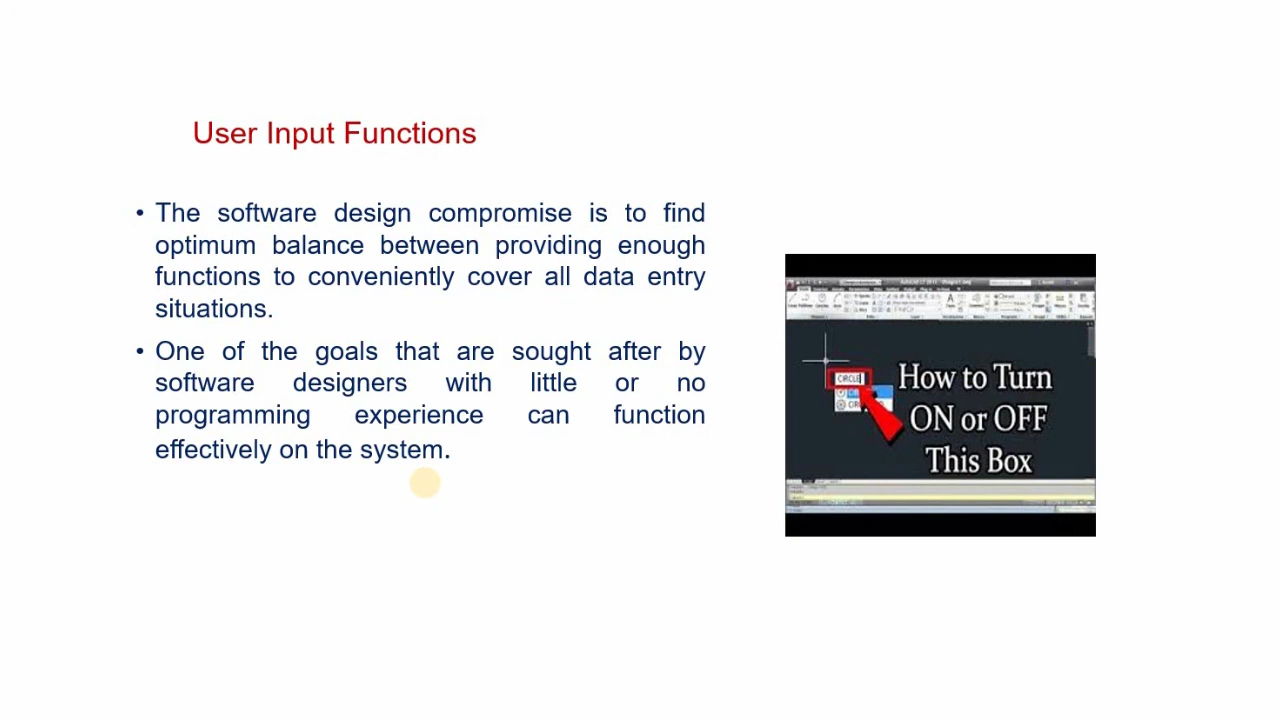 User Input Functions
• The software design compromise is to find
optimum balance between providing enough
functions to conveniently cover all data entry
situations.
• One of the goals that are sought after by
software designers with little or no
programming experience can function
effectively on the system.
CIRCLE
How to Turn
ON or OFF
This Box